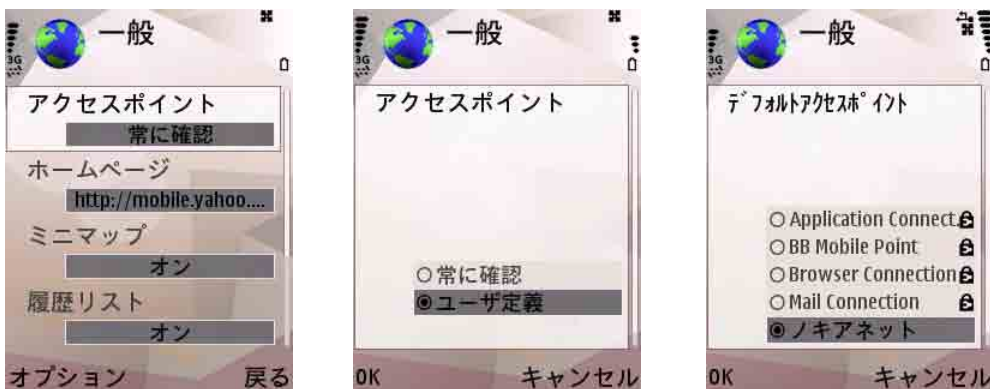 3G
一般
アクセスポイント
常に確認
ホームページ
http://mobile.yahoo....
ミニマップ
オン
履歴リスト
オン
オプション
戻る
3G
一般
アクセスポイント
常に確認
ユーザ定義
OK
キャンセル
3G
一般
ﾃﾞﾌｫﾙﾄｱｸｾｽﾎﾟｲﾝﾄ
Application Connect.
BB Mobile Point
Browser Connection
Mail Connection
ノキアネット
OK
キャンセル